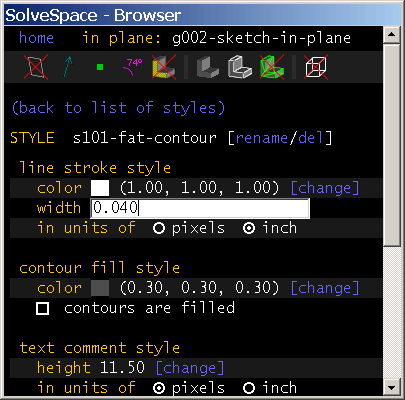 SolveSpace - Browser
home in plane: g002-sketch-in-plane
74°
(back to list of styles)
STYLE s101-fat-contour [rename/del]
line stroke style
color (1.00, 1.00, 1.00) [change]
width 0.040
in units of pixels inch
contour fill style
color (0.30, 0.30, 0.30) [change]
contours are filled
text comment style
height 11.50 [change]
in units of pixels inch